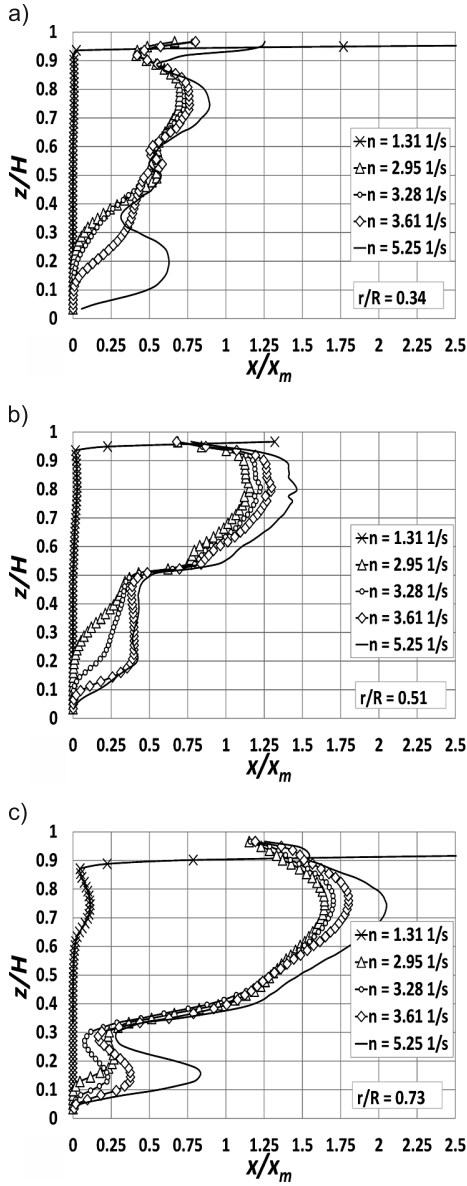 a)
z/H
1
0.9
0.8
0.7
0.6
0.5
0.4
0.3
0.2
0.1
0
n = 1.31 1/s
n = 2.95 1/s
n = 3.28 1/s
n = 3.61 1/s
n = 5.25 1/s
r/R = 0.34
0 0.25 0.5 0.75 1 1.25 1.5 1.75 2 2.25 2.5
x/xm
b)
z/H
1
0.9
0.8
0.7
0.6
0.5
0.4
0.3
0.2
0.1
0
n = 1.31 1/s
n = 2.95 1/s
n = 3.28 1/s
n = 3.61 1/s
n = 5.25 1/s
r/R = 0.51
0 0.25 0.5 0.75 1 1.25 1.5 1.75 2 2.25 2.5
x/xm
c)
z/H
1
0.9
0.8
0.7
0.6
0.5
0.4
0.3
0.2
0.1
0
n = 1.31 1/s
n = 2.95 1/s
n = 3.28 1/s
n = 3.61 1/s
n = 5.25 1/s
r/R = 0.73
0 0.25 0.5 0.75 1 1.25 1.5 1.75 2 2.25 2.5
x/xm